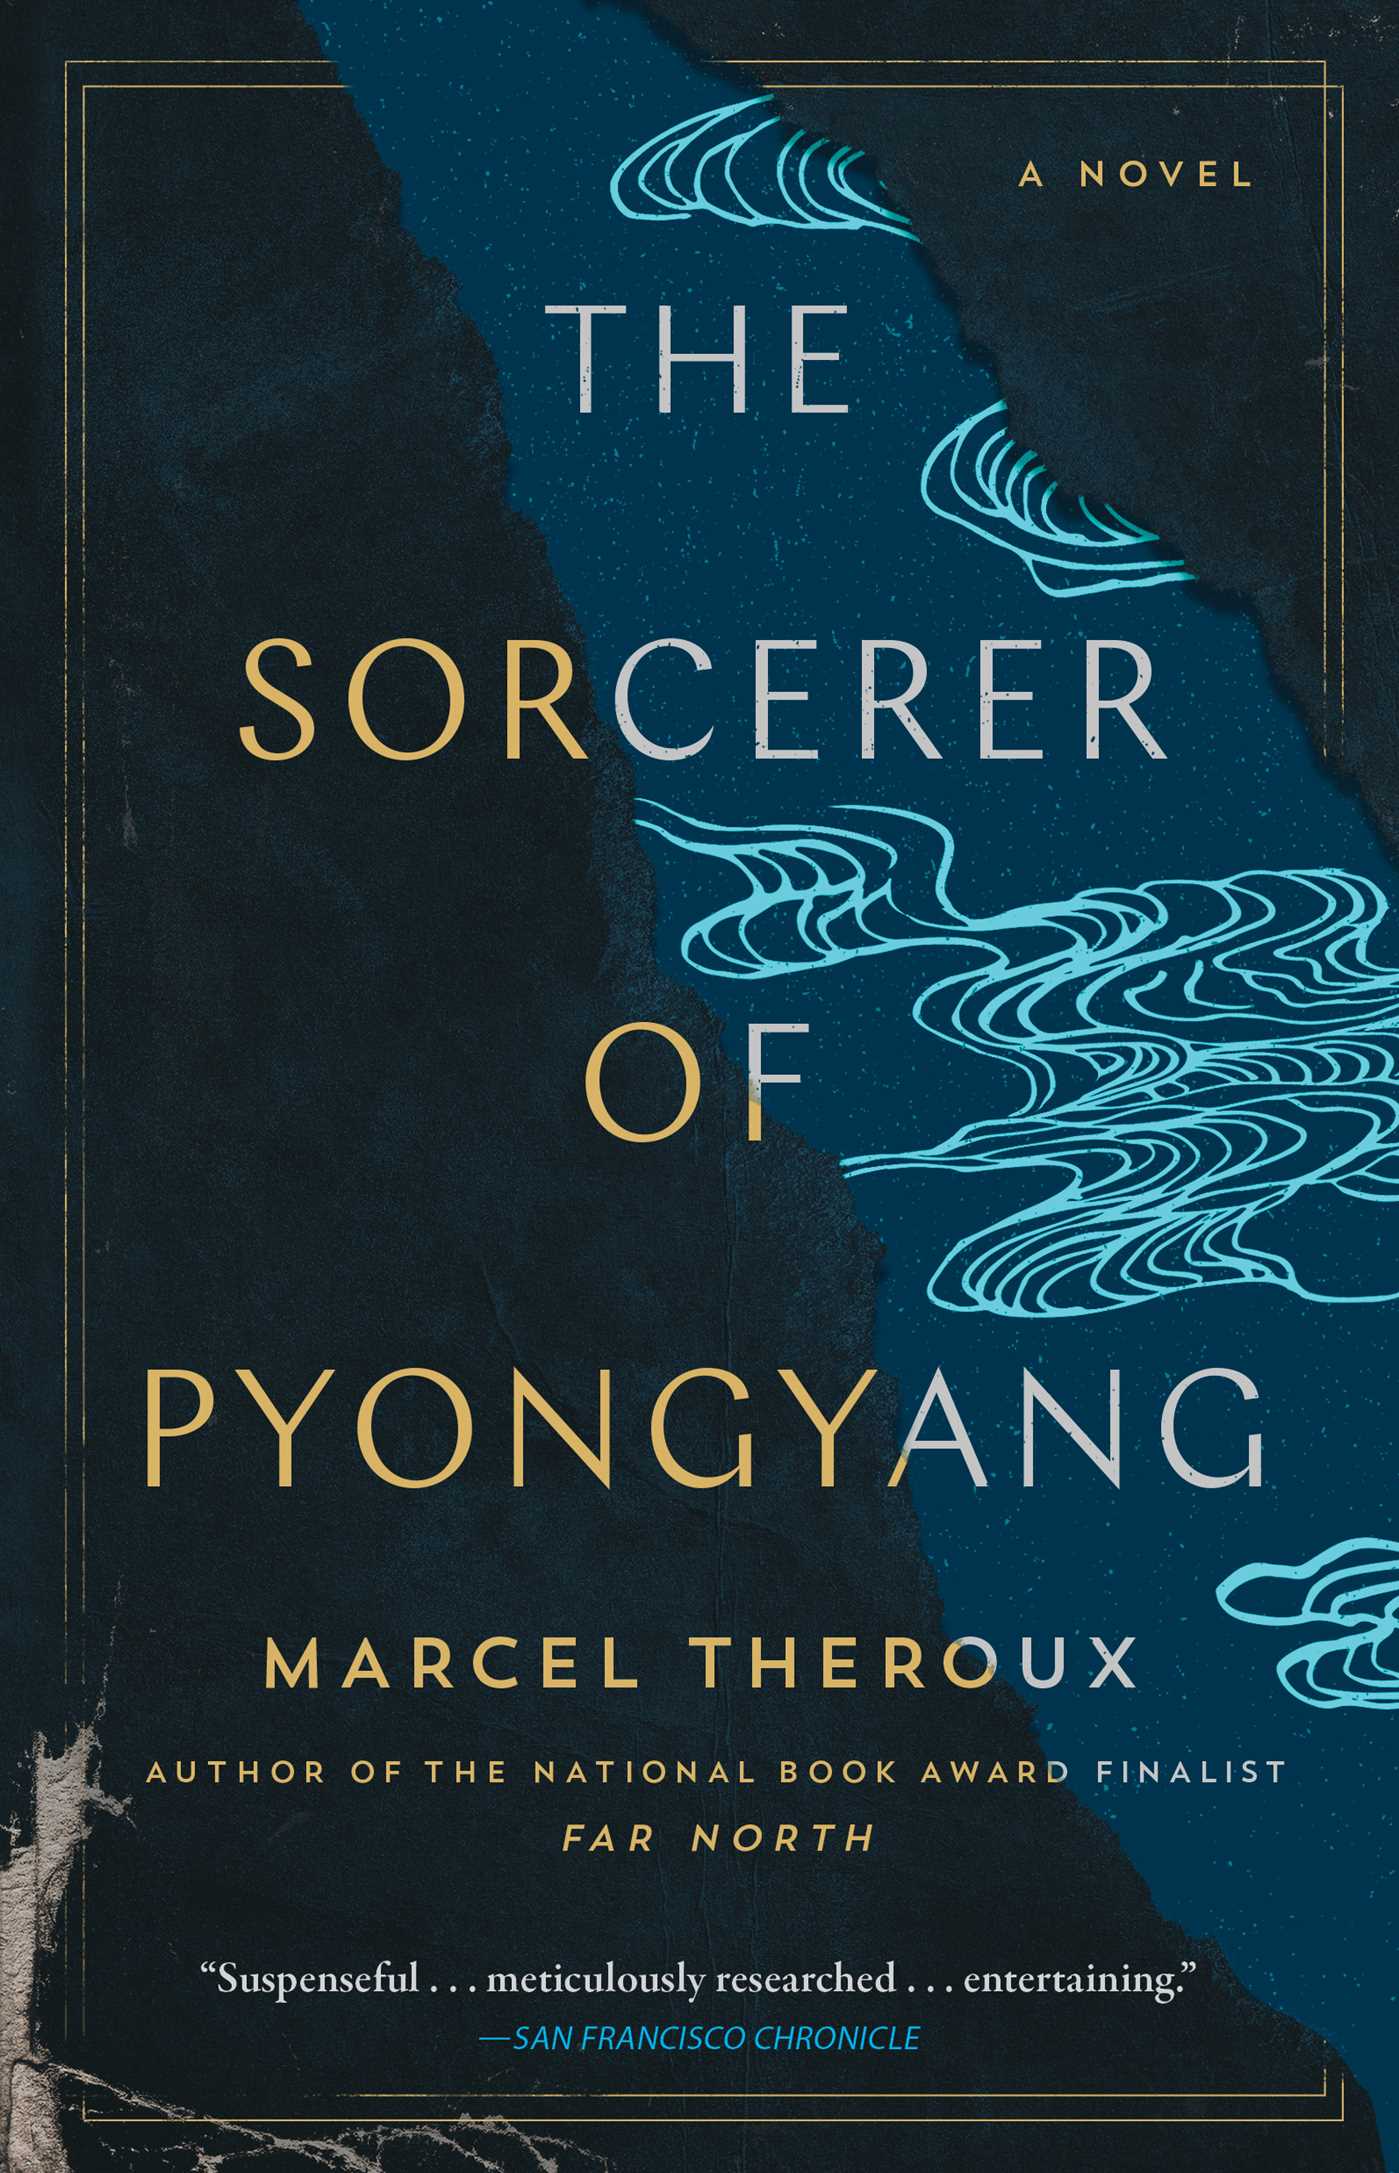 A NOVEL
THE
SORCERER
OF
PYONGYANG
MARCEL THEROUX
AUTHOR OF THE NATIONAL BOOK AWARD FINALIST
FAR NORTH
“Suspenseful . . . meticulously researched . . . entertaining.”
—SAN FRANCISCO CHRONICLE